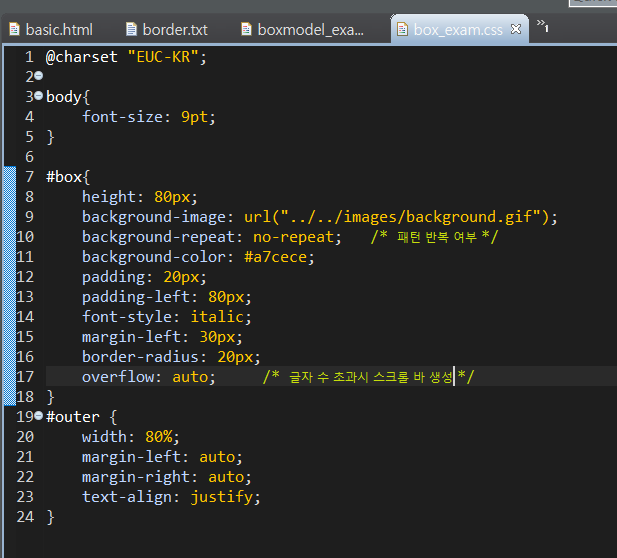 basic.html border.txt boxmodel_exa... box_exam.css »1
1 @charset "EUC-KR";
2
3 body{
4 font-size: 9pt;
5 }
6
7 #box{
8 height: 80px;
9 background-image: url("../../images/background.gif");
10 background-repeat: no-repeat; /* 패턴 반복 여부 */
11 background-color: #a7cece;
12 padding: 20px;
13 padding-left: 80px;
14 font-style: italic;
15 margin-left: 30px;
16 border-radius: 20px;
17 overflow: auto; /* 글자 수 초과시 스크롤 바 생성 */
18 }
19 #outer {
20 width: 80%;
21 margin-left: auto;
22 margin-right: auto;
23 text-align: justify;
24 }